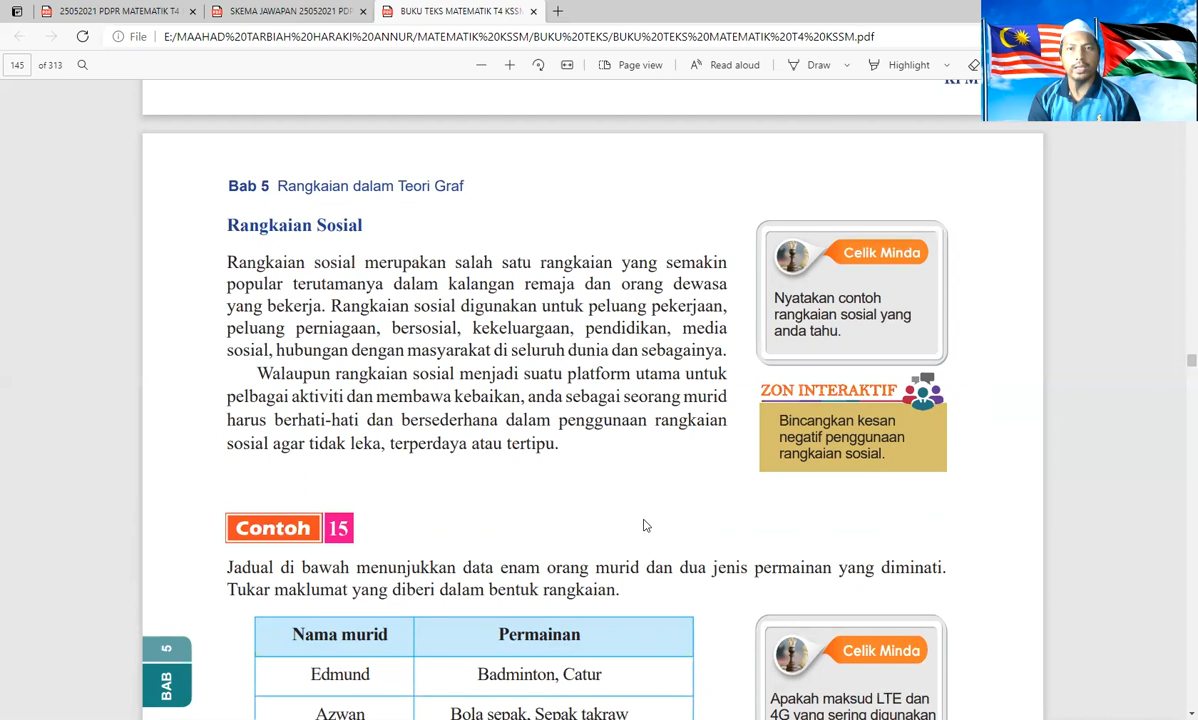 25052021 PDPR MATEMATIK T4
SKEMA JAWAPAN 25052021 PDP
BUKU TEKS MATEMATIK T4 KSSM
File
E:/MAAHAD%20TARBIAH%20HARAKI%20ANNUR/MATEMATIK%20KSSM/BUKU%20TEKS/BUKU%20TEKS%20MATEMATIK%20T4%20KSSM.pdf
145 of 313
Page view
Read aloud
Draw
Highlight
KPM
Bab 5 Rangkaian dalam Teori Graf
Rangkaian Sosial
Rangkaian sosial merupakan salah satu rangkaian yang semakin
popular terutamanya dalam kalangan remaja dan orang dewasa
yang bekerja. Rangkaian sosial digunakan untuk peluang pekerjaan,
peluang perniagaan, bersosial, kekeluargaan, pendidikan, media
sosial, hubungan dengan masyarakat di seluruh dunia dan sebagainya.
Walaupun rangkaian sosial menjadi suatu platform utama untuk
pelbagai aktiviti dan membawa kebaikan, anda sebagai seorang murid
harus berhati-hati dan bersederhana dalam penggunaan rangkaian
sosial agar tidak leka, terperdaya atau tertipu.
Celik Minda
Nyatakan contoh
rangkaian sosial yang
anda tahu.
ZON INTERAKTIF
Bincangkan kesan
negatif penggunaan
rangkaian sosial.
Contoh 15
Jadual di bawah menunjukkan data enam orang murid dan dua jenis permainan yang diminati.
Tukar maklumat yang diberi dalam bentuk rangkaian.
Nama murid Permainan
Edmund Badminton, Catur
Azwan Bola sepak, Sepak takraw
Celik Minda
Apakah maksud LTE dan
4G yang sering digunakan
BAB 5